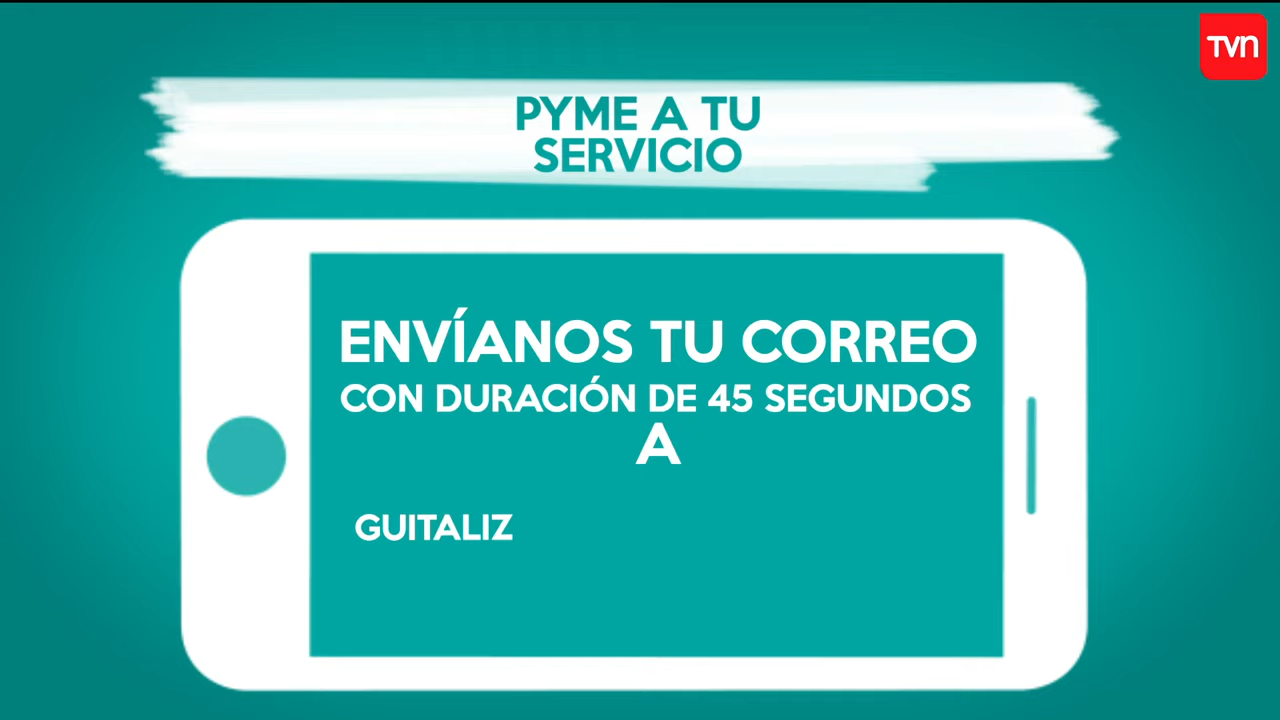 TVN
PYME A TU
SERVICIO
ENVÍANOS TU CORREO
CON DURACIÓN DE 45 SEGUNDOS
A
GUITALIZ